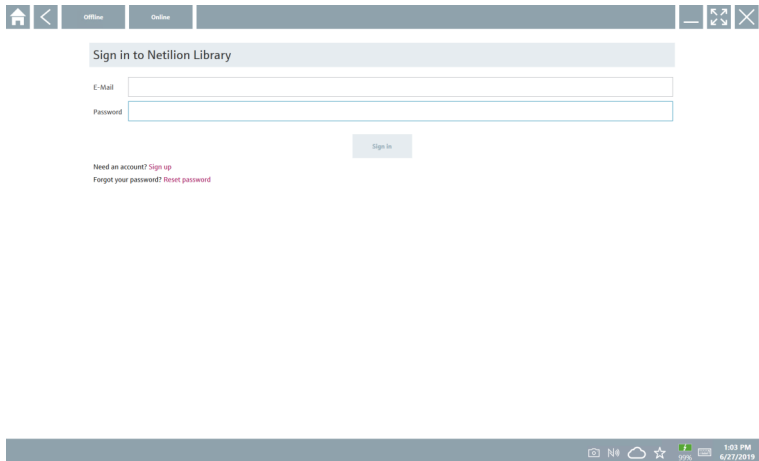 Offline
Online
Sign in to Netilion Library
E-Mail
Password
Sign in
Need an account? Sign up
Forgot your password? Reset password
99%
1:03 PM
6/27/2019